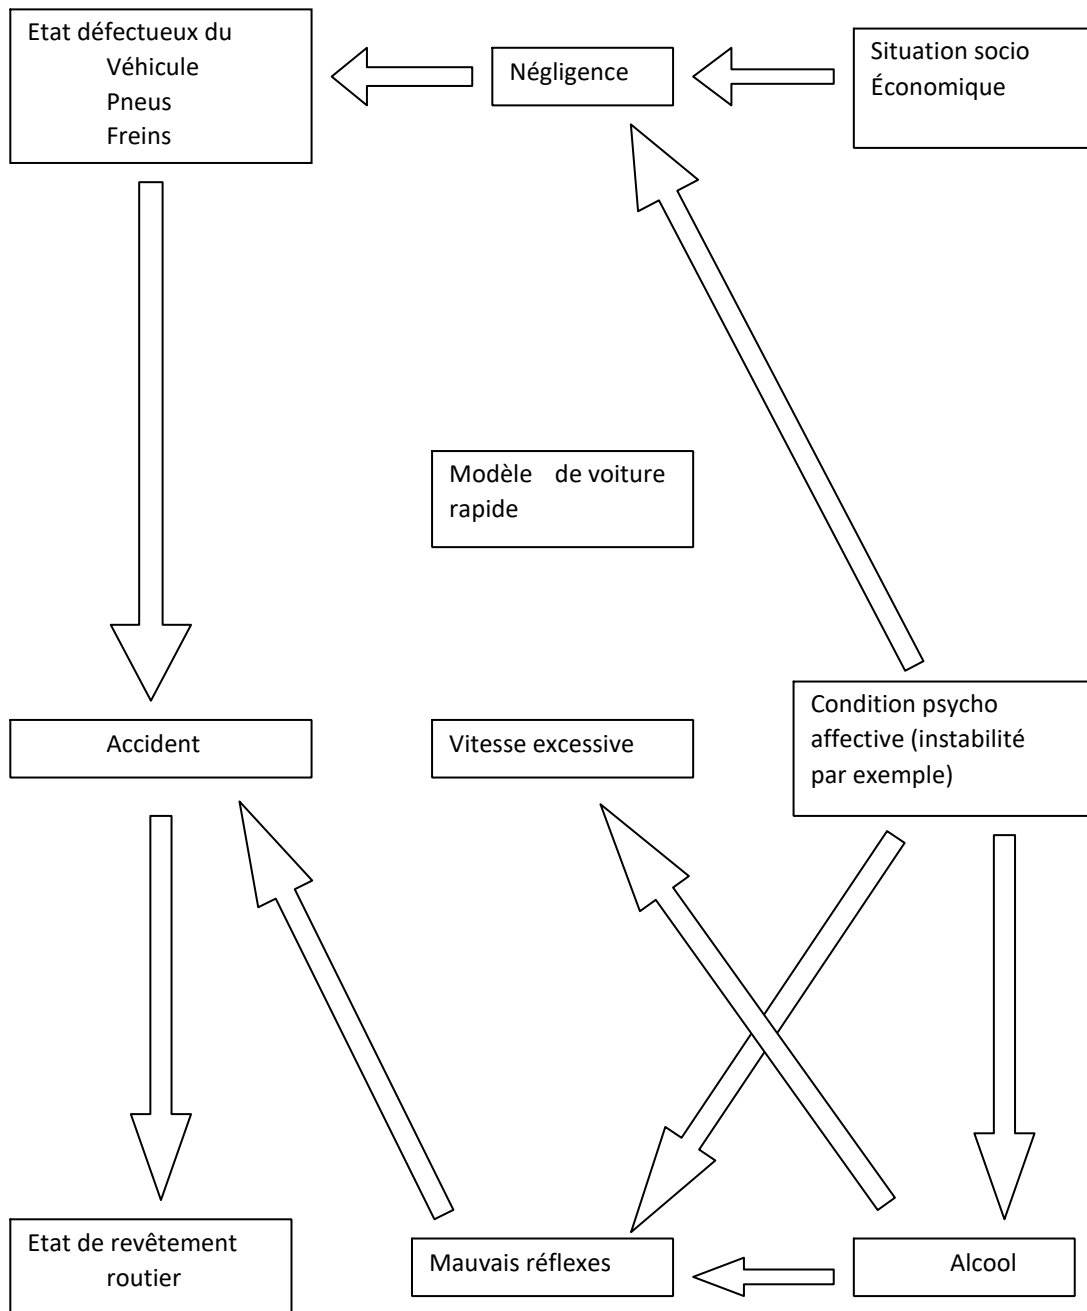 Etat défectueux du
Véhicule
Pneus
Freins
Négligence
Situation socio
Économique
Modèle de voiture
rapide
Accident
Vitesse excessive
Condition psycho
affective (instabilité
par exemple)
Etat de revêtement
routier
Mauvais réflexes
Alcool